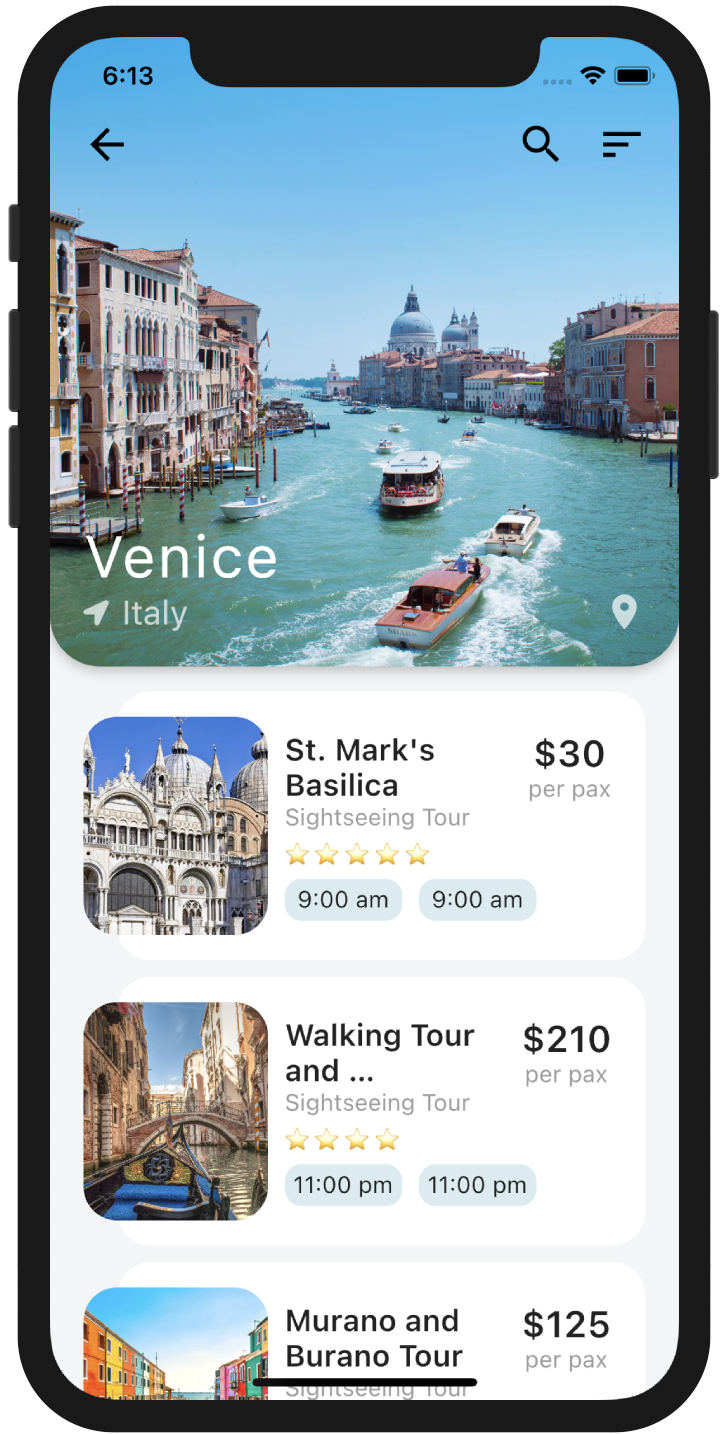 6:13
Venice
Italy
St. Mark's
Basilica
$30
per pax
Sightseeing Tour
9:00 am
9:00 am
Walking Tour
and ...
$210
per pax
Sightseeing Tour
11:00 pm
11:00 pm
Murano and
Burano Tour
$125
per pax
Sightseeing Tour